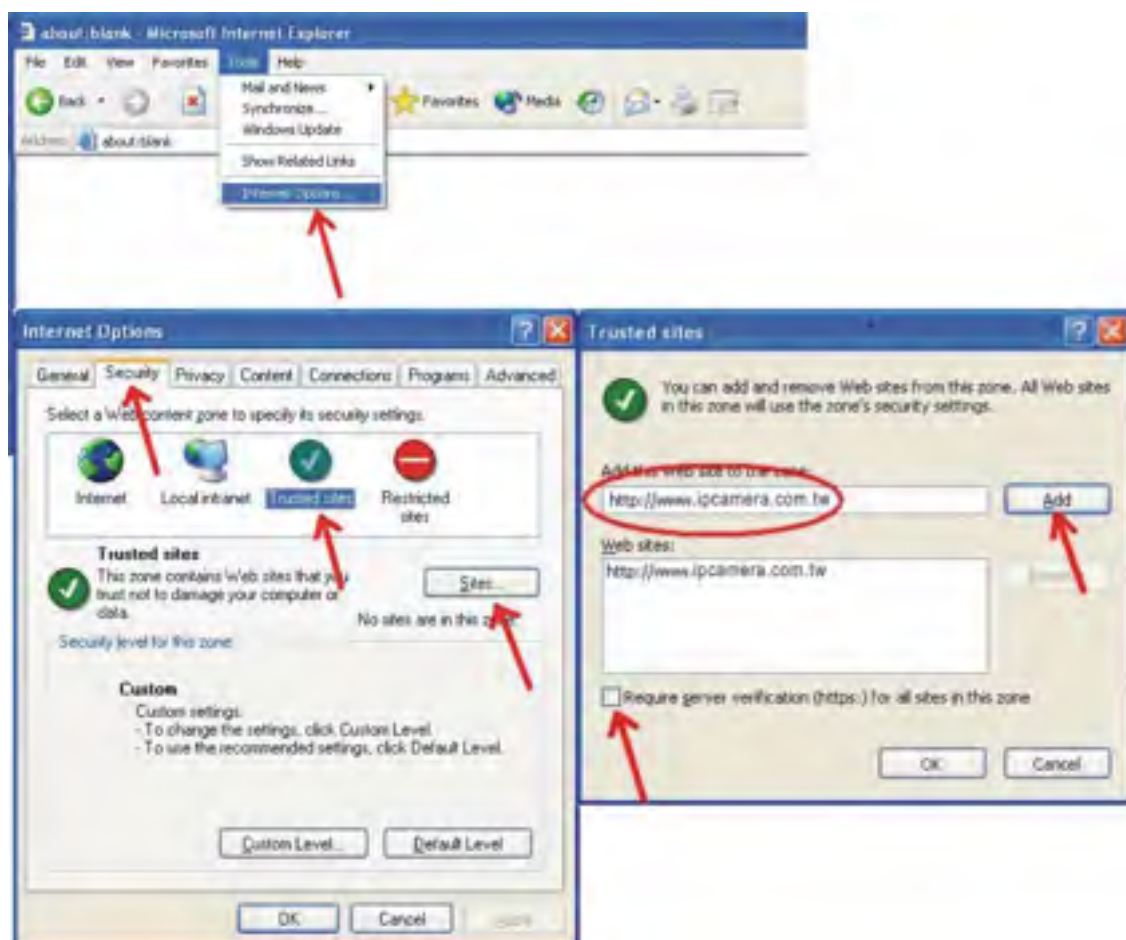 about:blank - Microsoft Internet Explorer
File Edit View Favorites Tools Help
Back Favorites Media
Address about:blank
Mail and News
Synchronize...
Windows Update
Show Related Links
Internet Options...
Internet Options
General Security Privacy Content Connections Programs Advanced
Select a Web content zone to specify its security settings.
Internet Local intranet Trusted sites Restricted sites
Trusted sites
This zone contains Web sites that you
trust not to damage your computer or
data.
Sites...
No sites are in this zone.
Security level for this zone
Custom
Custom settings.
- To change the settings, click Custom Level.
- To use the recommended settings, click Default Level.
Custom Level... Default Level
OK Cancel Apply
Trusted sites
You can add and remove Web sites from this zone. All Web sites
in this zone will use the zone's security settings.
Add this Web site to the zone:
http://www.ipcamera.com.tw Add
Web sites:
http://www.ipcamera.com.tw
Require server verification (https:) for all sites in this zone
OK Cancel